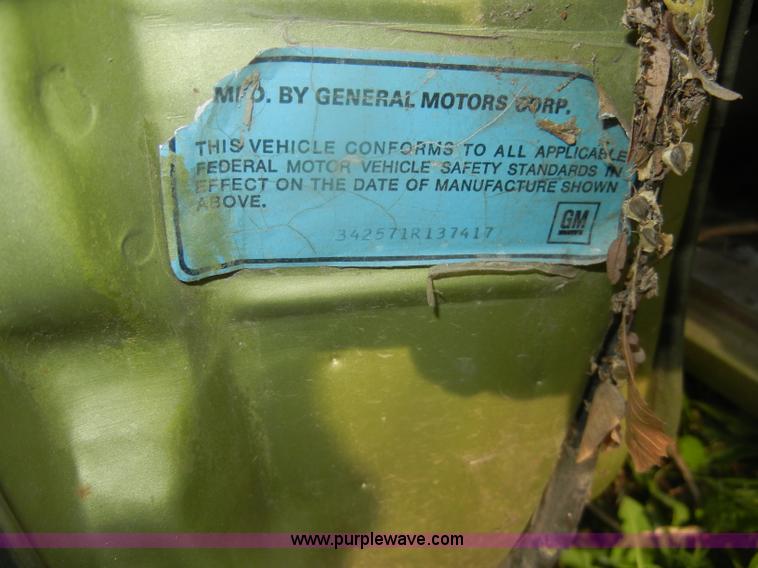 MFD. BY GENERAL MOTORS CORP.
THIS VEHICLE CONFORMS TO ALL APPLICABLE
FEDERAL MOTOR VEHICLE SAFETY STANDARDS IN
EFFECT ON THE DATE OF MANUFACTURE SHOWN
ABOVE.
342571R137417
GM
www.purplewave.com